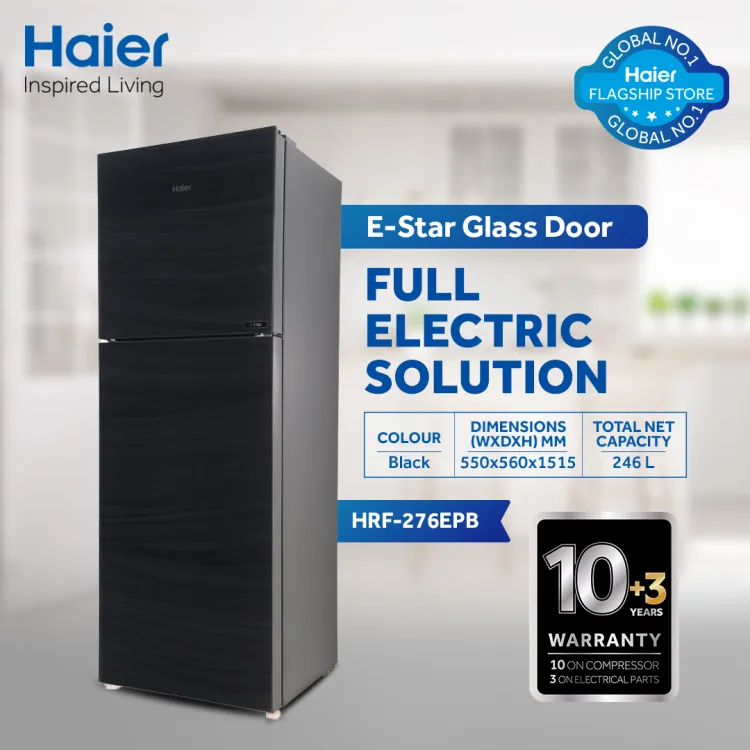 Haier
Inspired Living
GLOBAL NO.1
Haier
FLAGSHIP STORE
GLOBAL NO.1
Haier
E-Star Glass Door
FULL
ELECTRIC
SOLUTION
COLOUR
DIMENSIONS
(WXDXH) MM
TOTAL NET
CAPACITY
Black
550x560x1515
246 L
HRF-276EPB
10+3
YEARS
WARRANTY
10 ON COMPRESSOR
3 ON ELECTRICAL PARTS